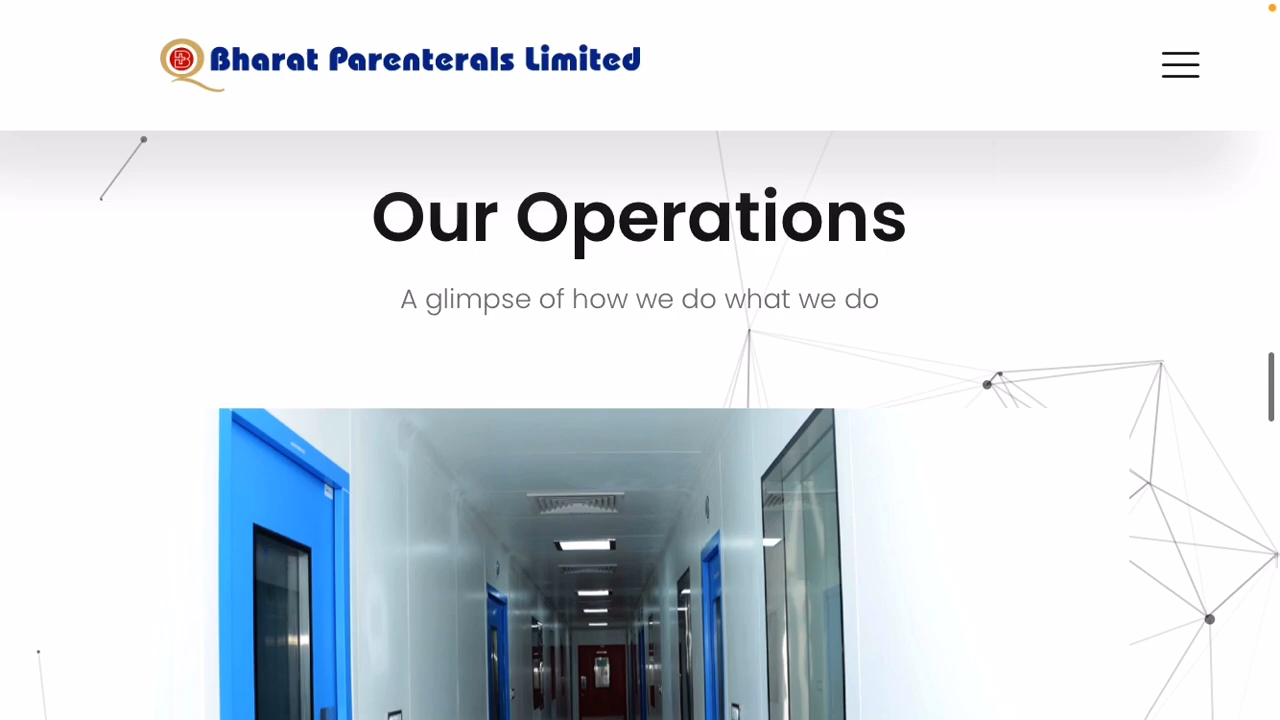 Bharat Parenterals Limited
Our Operations
A glimpse of how we do what we do